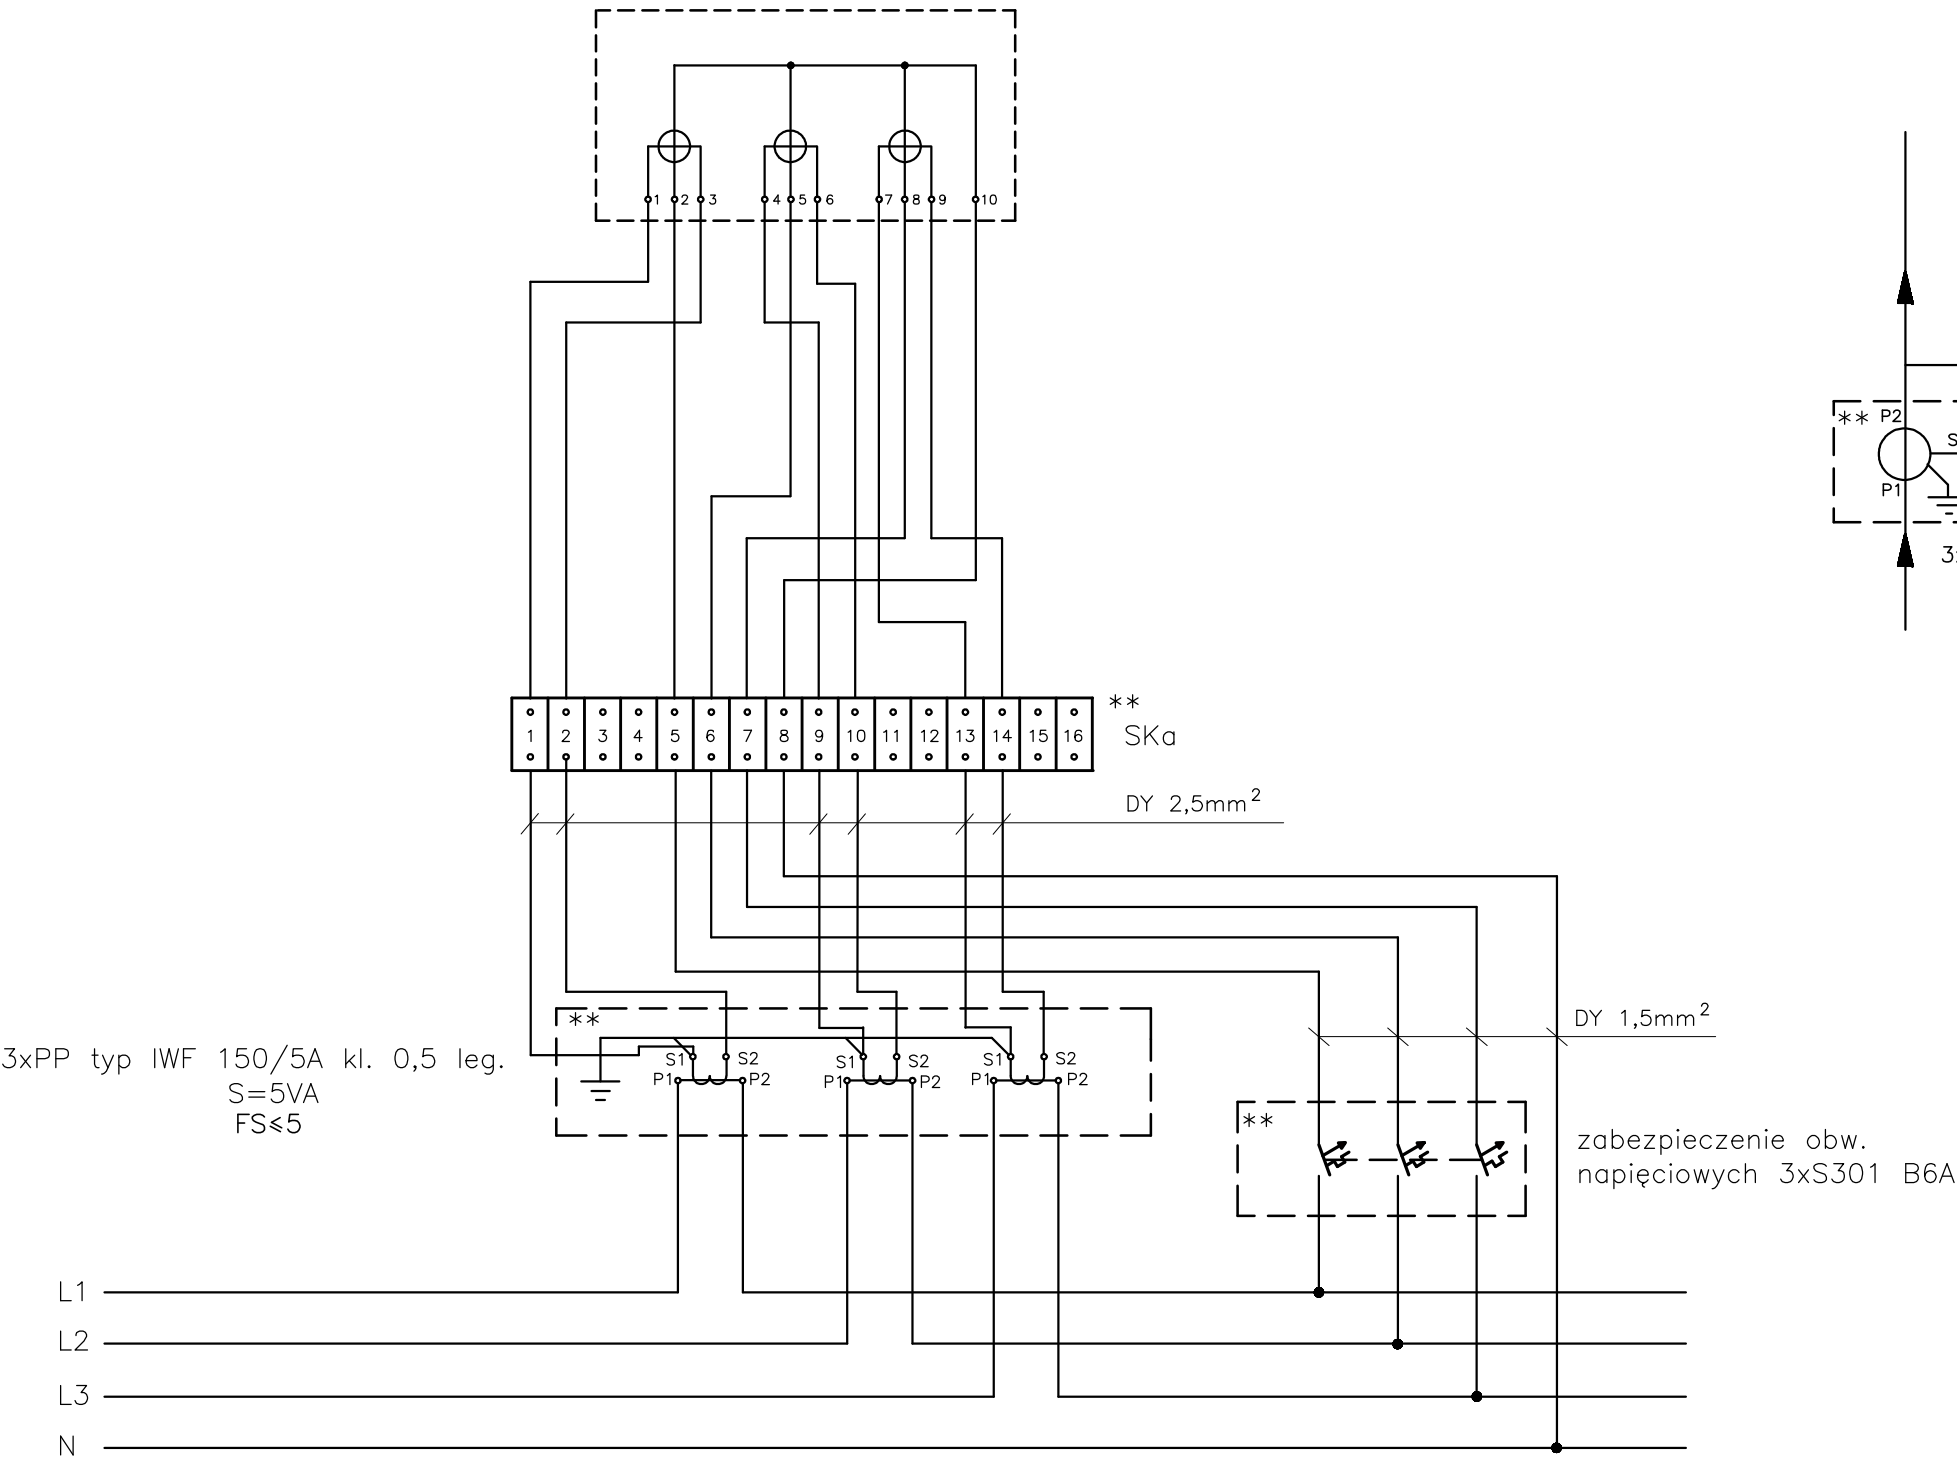 1 2 3 4 5 6 7 8 9 10
** P2
S
P1
3
1 2 3 4 5 6 7 8 9 10 11 12 13 14 15 16
**
SKa
DY 2,5mm²
DY 1,5mm²
**
3xPP typ IWF 150/5A kl. 0,5 leg.
S=5VA
FS≤5
S1 S2 S1 S2 S1 S2
P1 P2 P1 P2 P1 P2
**
zabezpieczenie obw.
napięciowych 3xS301 B6A
L1
L2
L3
N